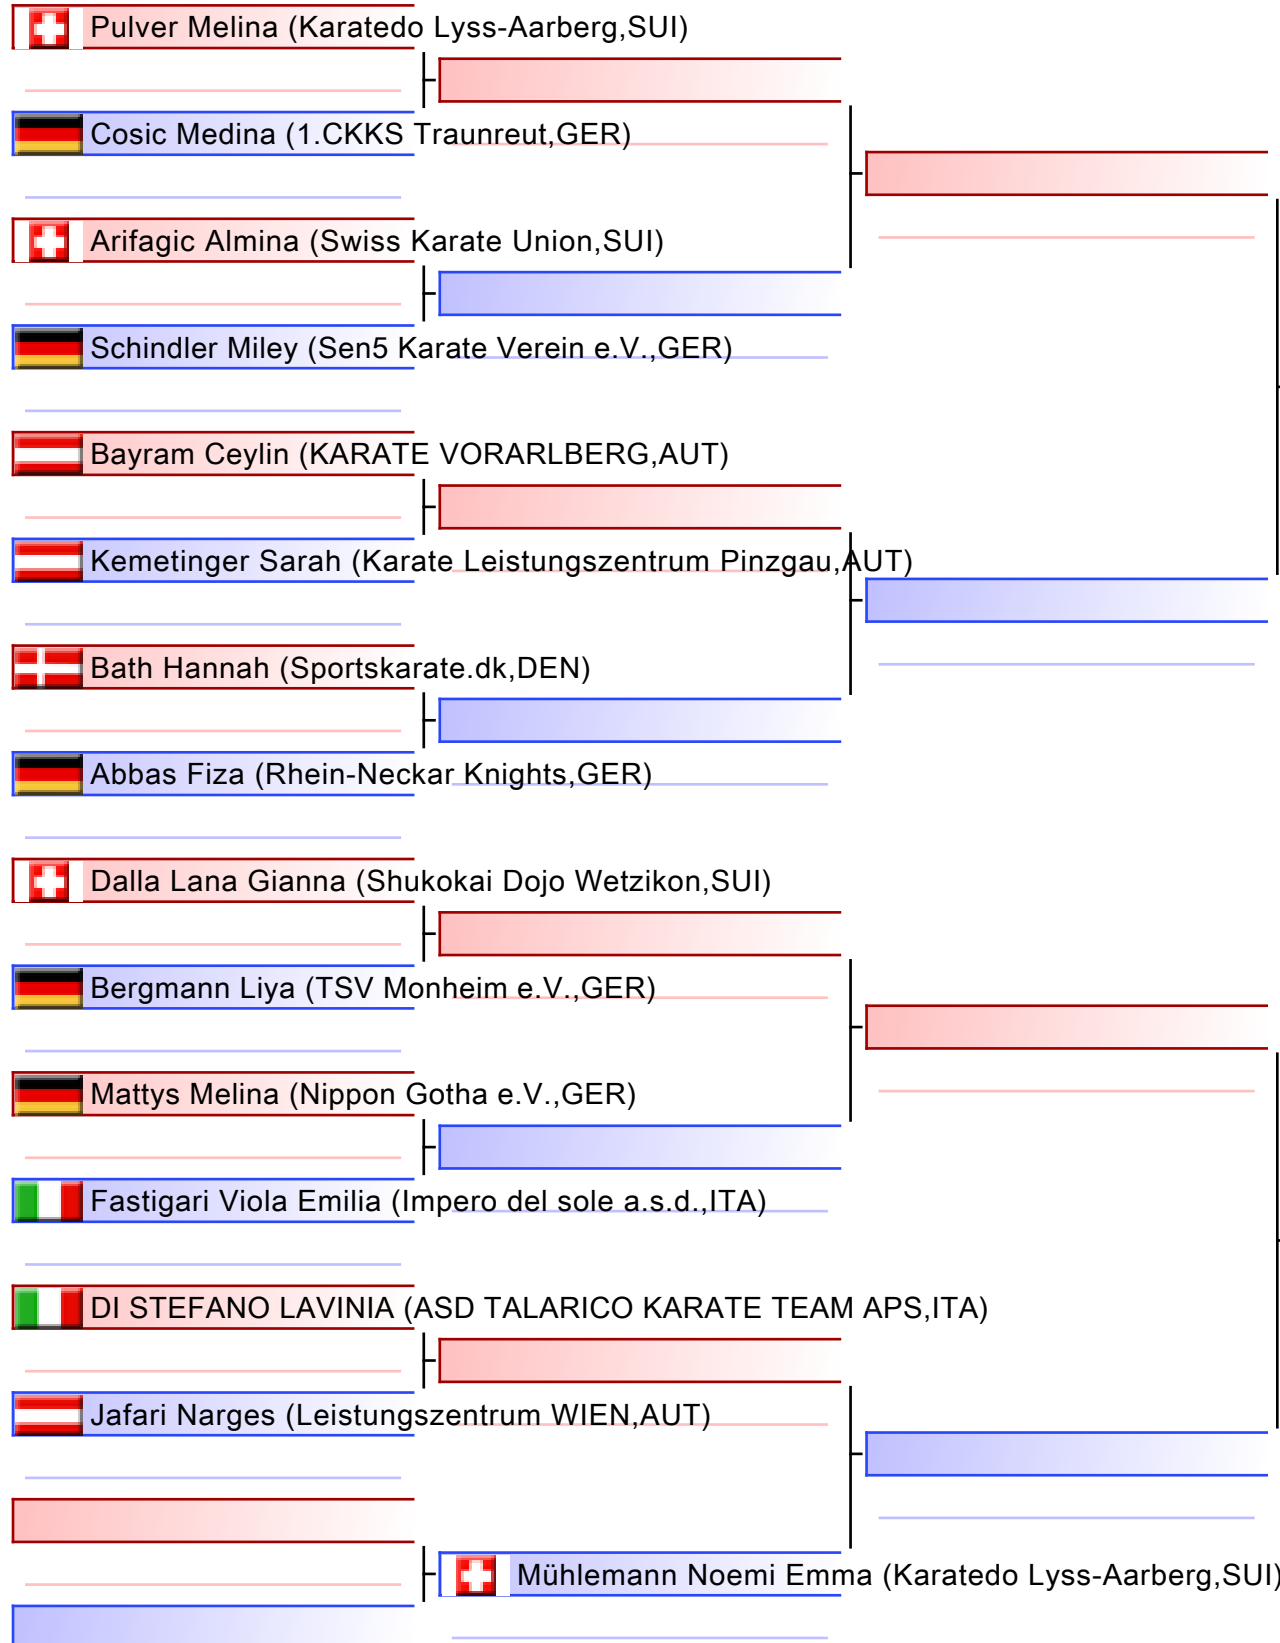 Pulver Melina (Karatedo Lyss-Aarberg,SUI)
Cosic Medina (1.CKKS Traunreut,GER)
Arifagic Almina (Swiss Karate Union,SUI)
Schindler Miley (Sen5 Karate Verein e.V.,GER)
Bayram Ceylin (KARATE VORARLBERG,AUT)
Kemetinger Sarah (Karate Leistungszentrum Pinzgau,AUT)
Bath Hannah (Sportskarate.dk,DEN)
Abbas Fiza (Rhein-Neckar Knights,GER)
Dalla Lana Gianna (Shukokai Dojo Wetzikon,SUI)
Bergmann Liya (TSV Monheim e.V.,GER)
Mattys Melina (Nippon Gotha e.V.,GER)
Fastigari Viola Emilia (Impero del sole a.s.d.,ITA)
DI STEFANO LAVINIA (ASD TALARICO KARATE TEAM APS,ITA)
Jafari Narges (Leistungszentrum WIEN,AUT)
Mühlemann Noemi Emma (Karatedo Lyss-Aarberg,SUI)